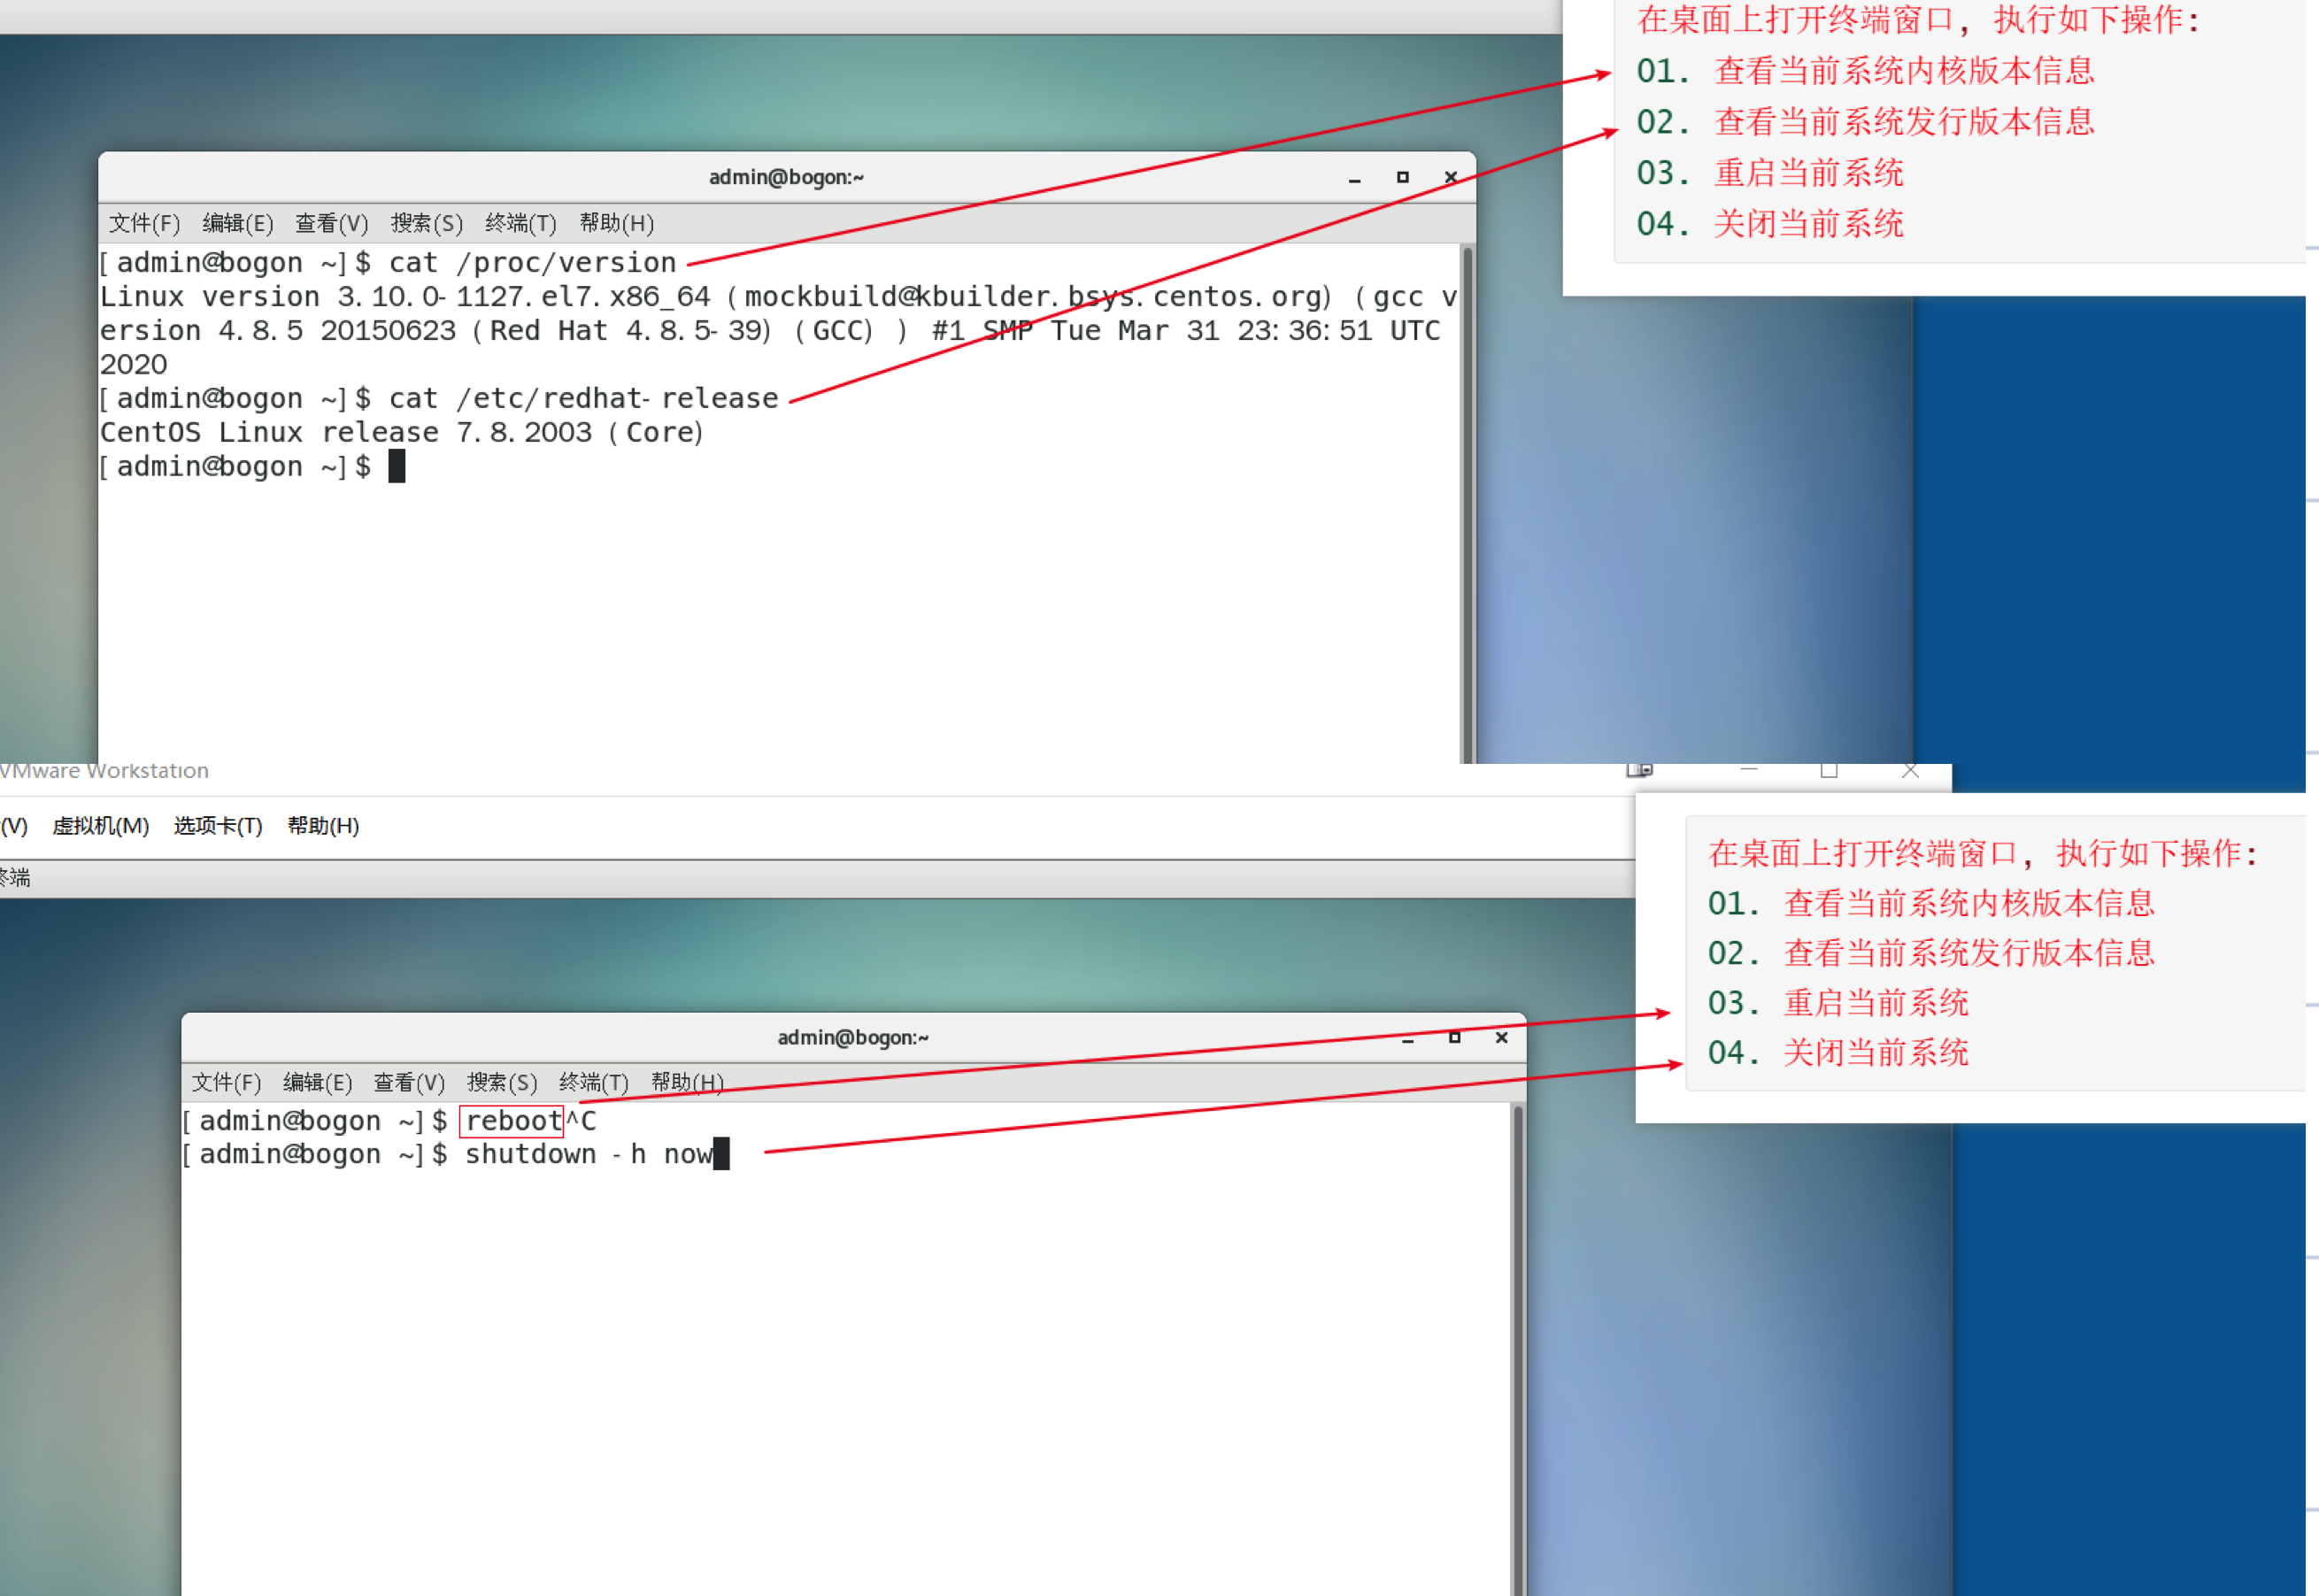 在桌面上打开终端窗口，执行如下操作：
01. 查看当前系统内核版本信息
02. 查看当前系统发行版本信息
03. 重启当前系统
04. 关闭当前系统
admin@bogon:~
文件(F) 编辑(E) 查看(V) 搜索(S) 终端(T) 帮助(H)
[admin@bogon ~]$ cat /proc/version
Linux version 3.10.0-1127.el7.x86_64 (mockbuild@kbuilder.bsys.centos.org) (gcc v
ersion 4.8.5 20150623 (Red Hat 4.8.5-39) (GCC) ) #1 SMP Tue Mar 31 23:36:51 UTC
2020
[admin@bogon ~]$ cat /etc/redhat-release
CentOS Linux release 7.8.2003 (Core)
[admin@bogon ~]$
VMware Workstation
(V) 虚拟机(M) 选项卡(T) 帮助(H)
终端
在桌面上打开终端窗口，执行如下操作：
01. 查看当前系统内核版本信息
02. 查看当前系统发行版本信息
03. 重启当前系统
04. 关闭当前系统
admin@bogon:~
文件(F) 编辑(E) 查看(V) 搜索(S) 终端(T) 帮助(H)
[admin@bogon ~]$ reboot^C
[admin@bogon ~]$ shutdown -h now